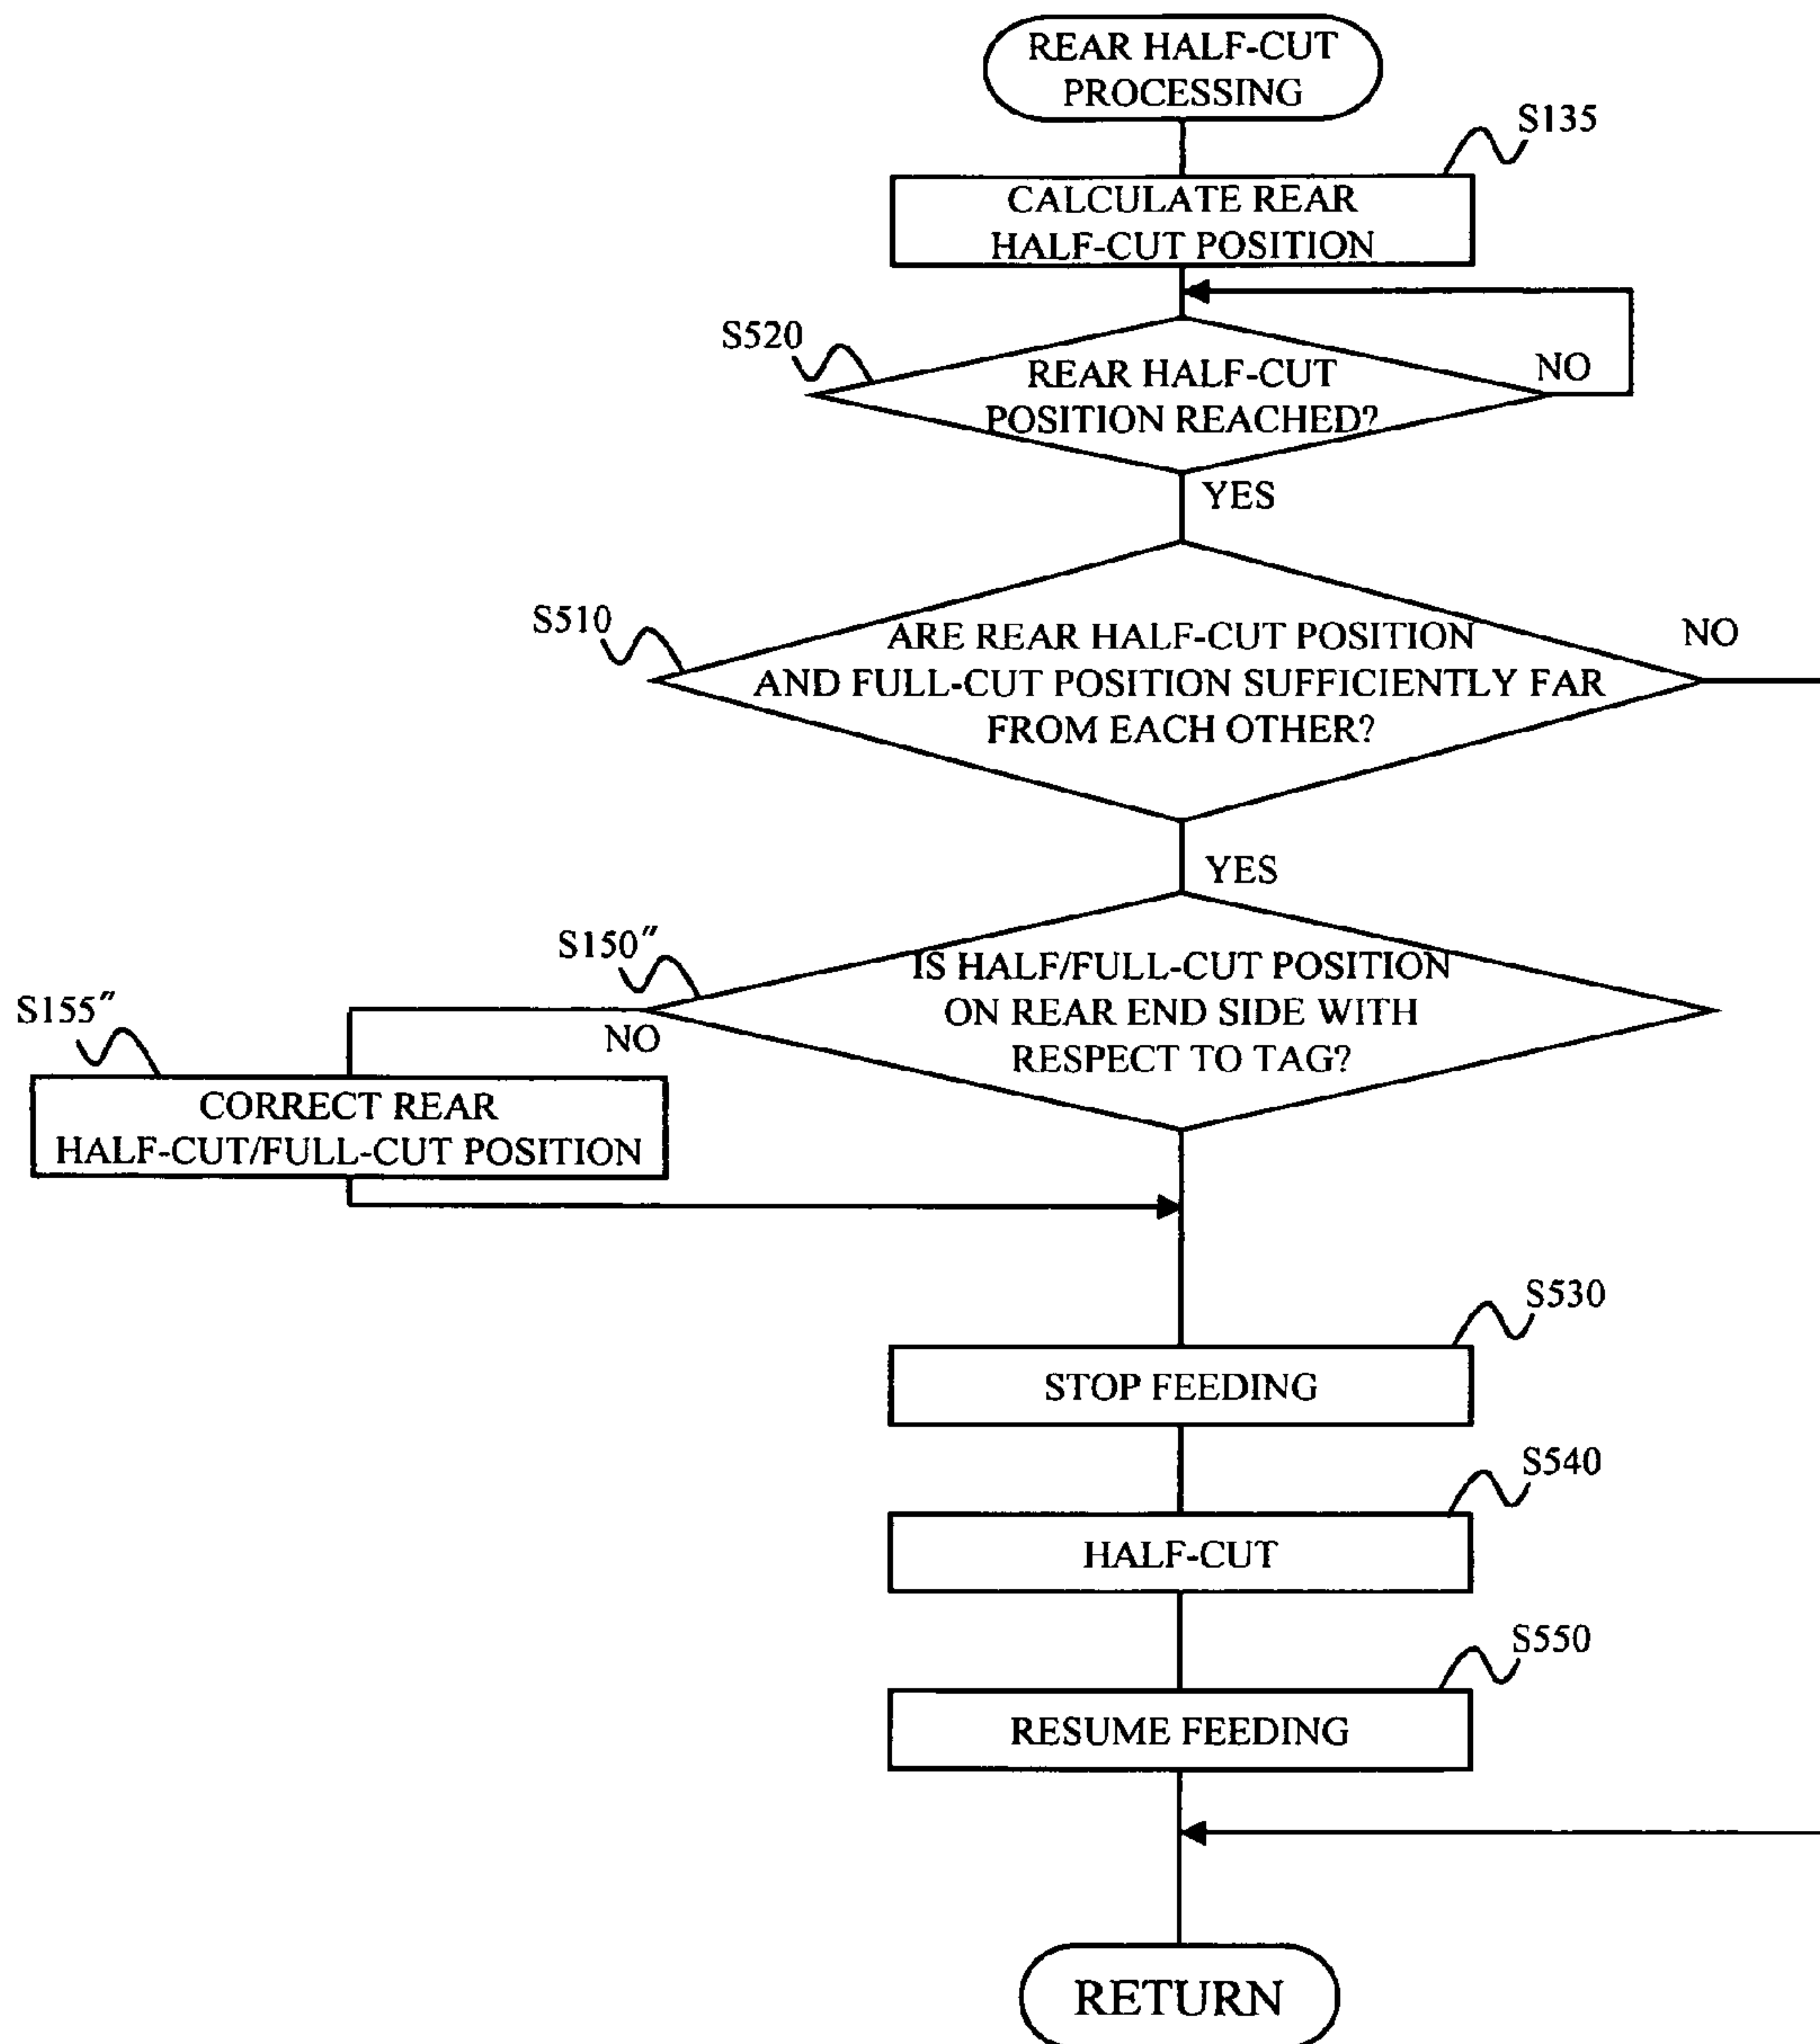 REAR HALF-CUT
PROCESSING
S135
CALCULATE REAR
HALF-CUT POSITION
S520
REAR HALF-CUT
POSITION REACHED?
NO
YES
S510
ARE REAR HALF-CUT POSITION
AND FULL-CUT POSITION SUFFICIENTLY FAR
FROM EACH OTHER?
NO
YES
S150″
IS HALF/FULL-CUT POSITION
ON REAR END SIDE WITH
RESPECT TO TAG?
NO
S155″
CORRECT REAR
HALF-CUT/FULL-CUT POSITION
S530
STOP FEEDING
S540
HALF-CUT
S550
RESUME FEEDING
RETURN